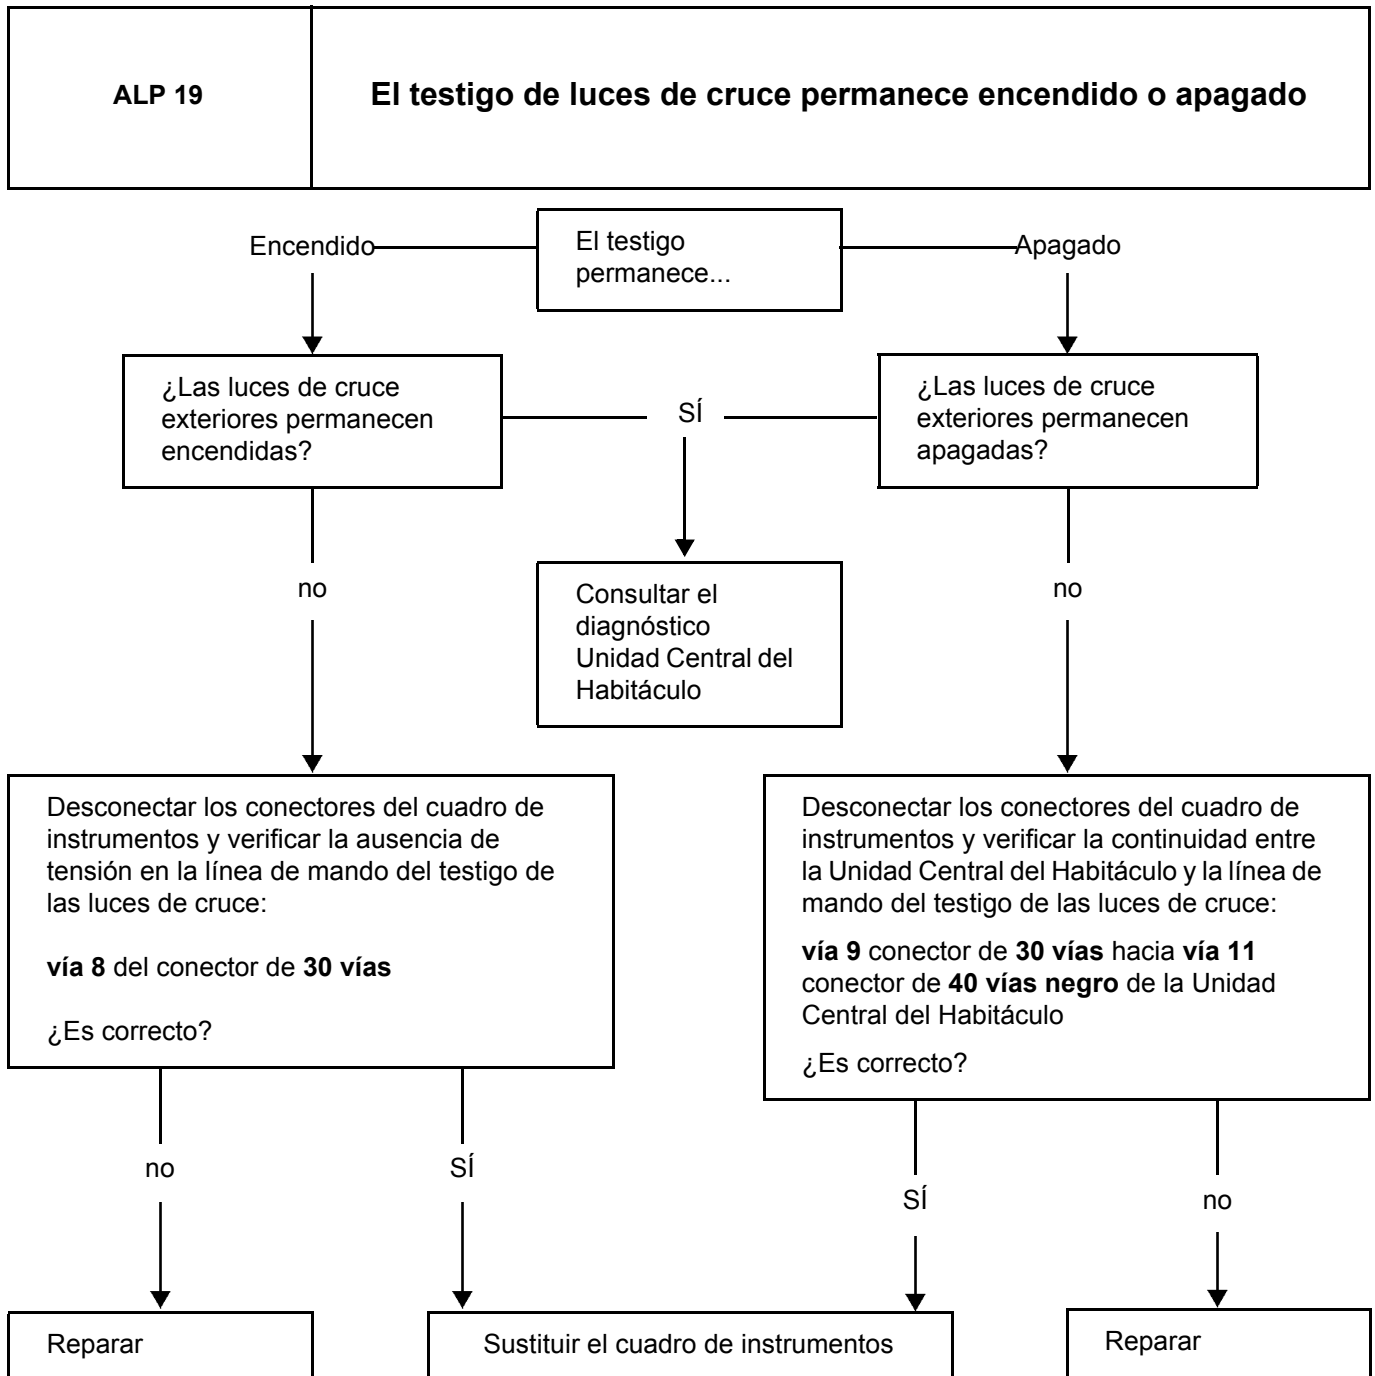 ALP 19
El testigo de luces de cruce permanece encendido o apagado
Encendido
El testigo
permanece...
Apagado
¿Las luces de cruce
exteriores permanecen
encendidas?
SÍ
¿Las luces de cruce
exteriores permanecen
apagadas?
no
Consultar el
diagnóstico
Unidad Central del
Habitáculo
no
Desconectar los conectores del cuadro de
instrumentos y verificar la ausencia de
tensión en la línea de mando del testigo de
las luces de cruce:
vía 8 del conector de 30 vías
¿Es correcto?
Desconectar los conectores del cuadro de
instrumentos y verificar la continuidad entre
la Unidad Central del Habitáculo y la línea de
mando del testigo de las luces de cruce:
vía 9 conector de 30 vías hacia vía 11
conector de 40 vías negro de la Unidad
Central del Habitáculo
¿Es correcto?
no
SÍ
SÍ
no
Reparar
Sustituir el cuadro de instrumentos
Reparar